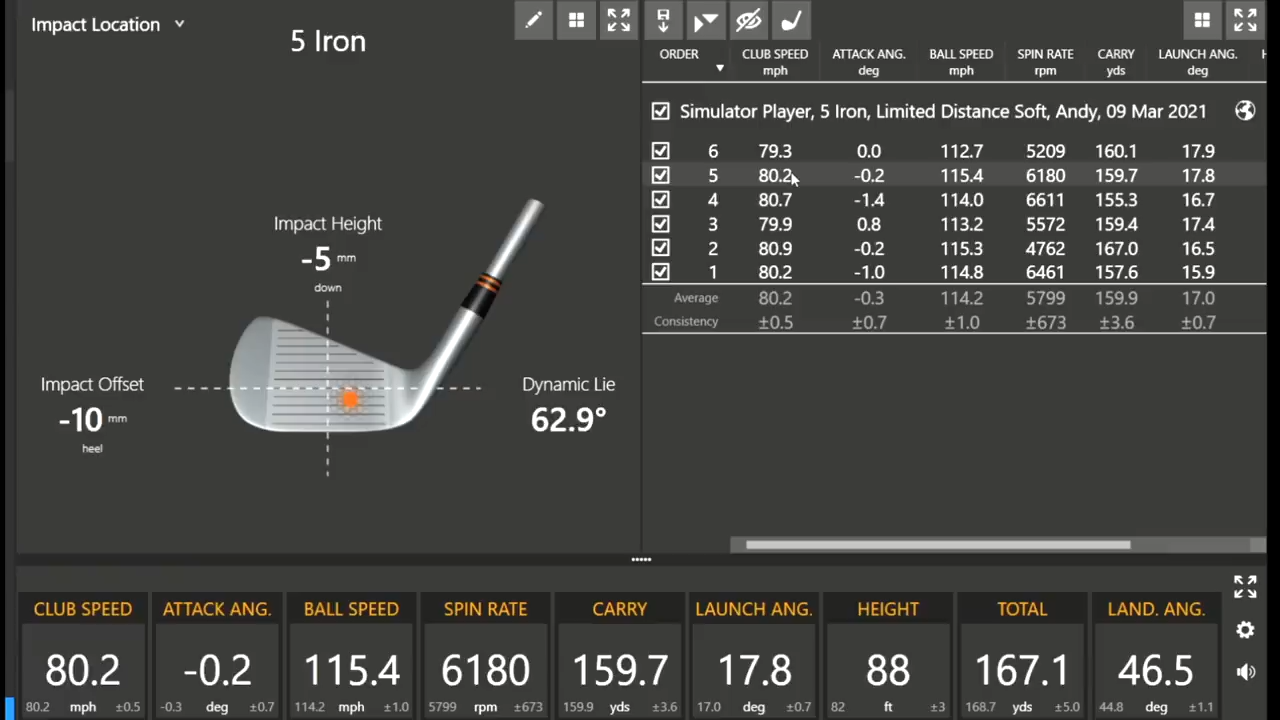 Impact Location
5 Iron
Impact Height
-5 mm
down
Impact Offset
-10 mm
heel
Dynamic Lie
62.9°
ORDER CLUB SPEED ATTACK ANG. BALL SPEED SPIN RATE CARRY LAUNCH ANG. H
mph deg mph rpm yds deg
Simulator Player, 5 Iron, Limited Distance Soft, Andy, 09 Mar 2021
6 79.3 0.0 112.7 5209 160.1 17.9
5 80.2 -0.2 115.4 6180 159.7 17.8
4 80.7 -1.4 114.0 6611 155.3 16.7
3 79.9 0.8 113.2 5572 159.4 17.4
2 80.9 -0.2 115.3 4762 167.0 16.5
1 80.2 -1.0 114.8 6461 157.6 15.9
Average 80.2 -0.3 114.2 5799 159.9 17.0
Consistency ±0.5 ±0.7 ±1.0 ±673 ±3.6 ±0.7
CLUB SPEED ATTACK ANG. BALL SPEED SPIN RATE CARRY LAUNCH ANG. HEIGHT TOTAL LAND. ANG.
80.2 -0.2 115.4 6180 159.7 17.8 88 167.1 46.5
80.2 mph ±0.5 -0.3 deg ±0.7 114.2 mph ±1.0 5799 rpm ±673 159.9 yds ±3.6 17.0 deg ±0.7 82 ft ±3 168.7 yds ±5.0 44.8 deg ±1.1